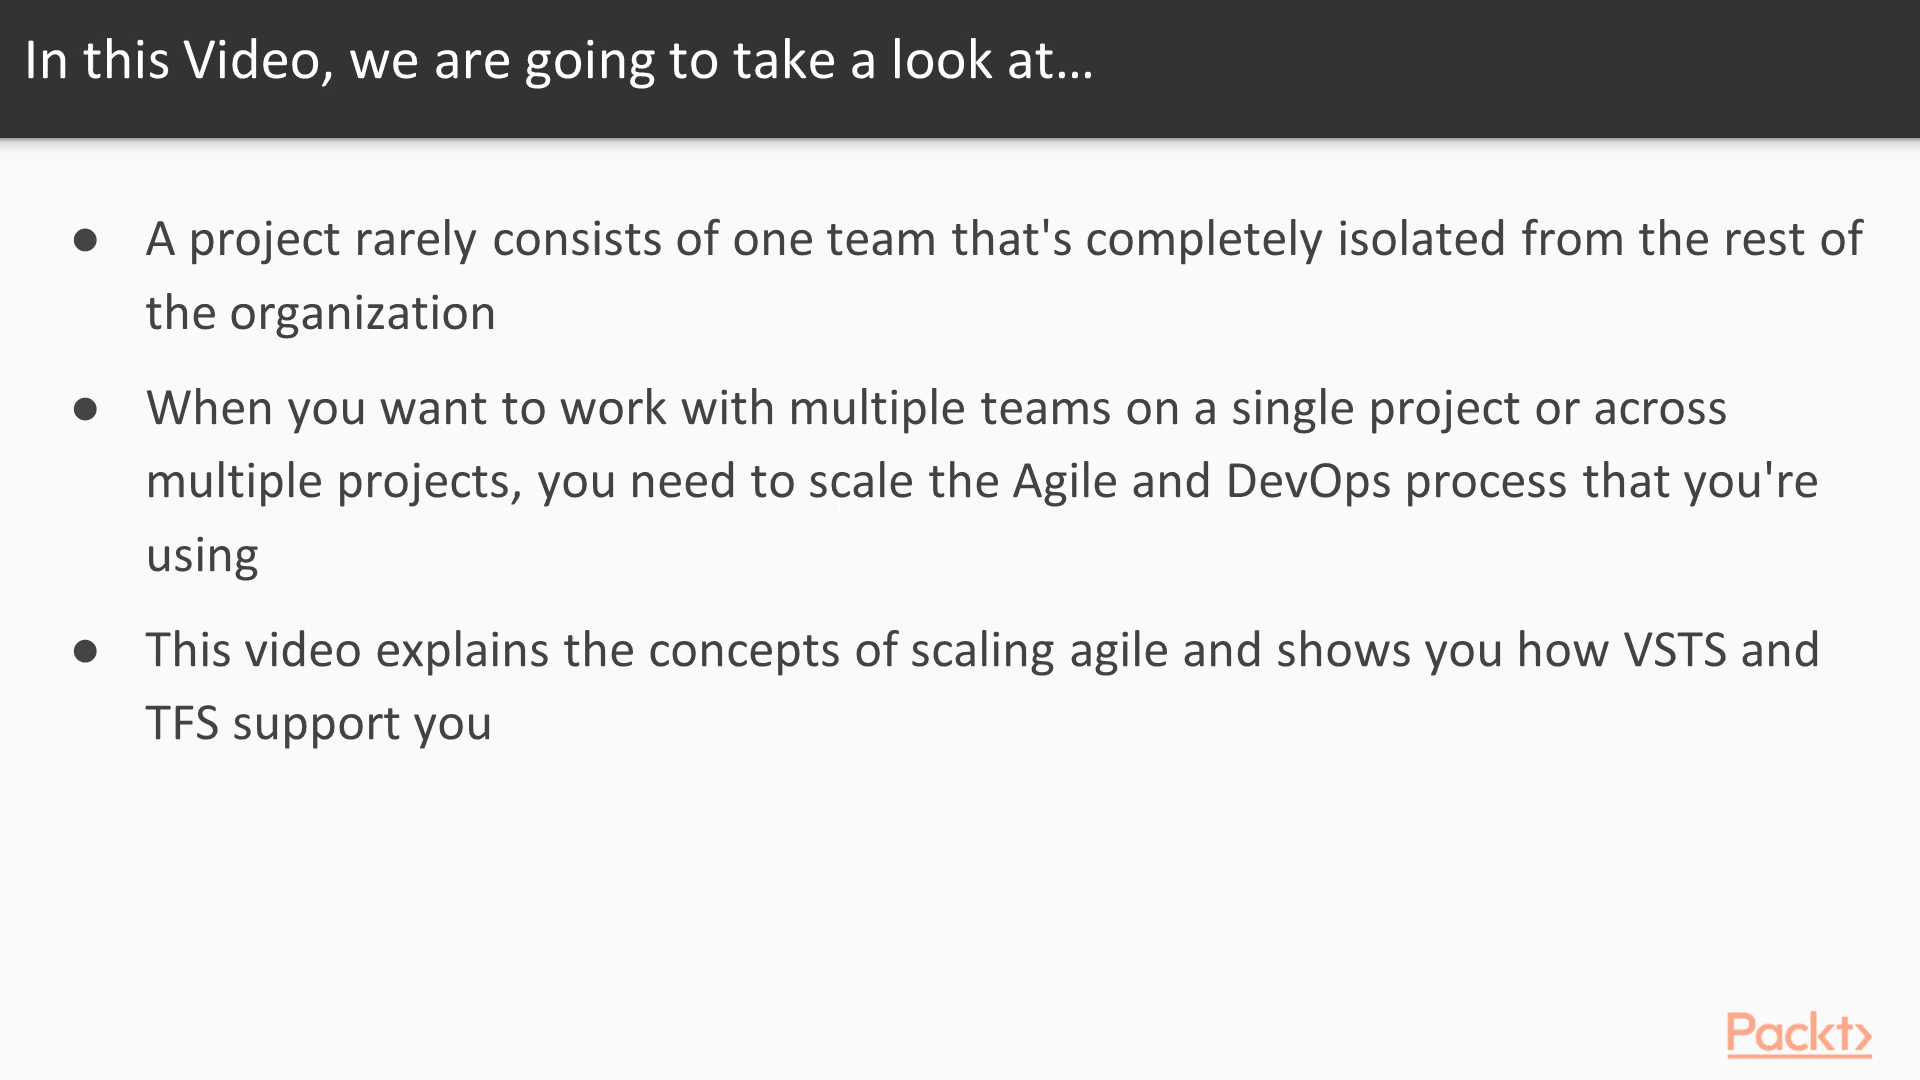 In this Video, we are going to take a look at...
● A project rarely consists of one team that's completely isolated from the rest of
the organization
● When you want to work with multiple teams on a single project or across
multiple projects, you need to scale the Agile and DevOps process that you're
using
● This video explains the concepts of scaling agile and shows you how VSTS and
TFS support you
Packt>